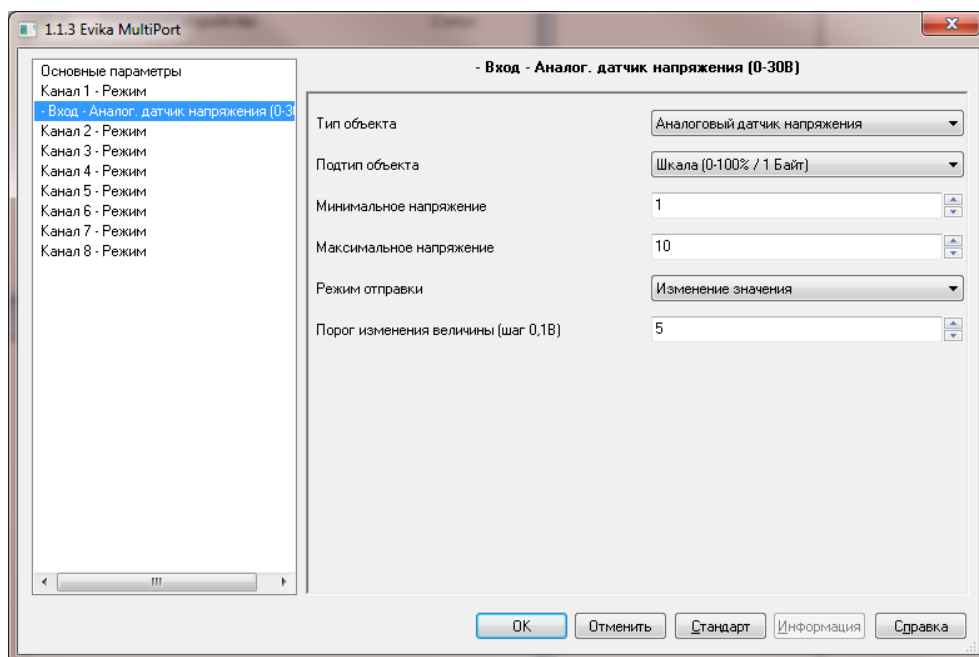 1.1.3 Evika MultiPort
Основные параметры
Канал 1 - Режим
- Вход - Аналог. датчик напряжения (0-30
Канал 2 - Режим
Канал 3 - Режим
Канал 4 - Режим
Канал 5 - Режим
Канал 6 - Режим
Канал 7 - Режим
Канал 8 - Режим
- Вход - Аналог. датчик напряжения (0-30В)
Тип объекта
Аналоговый датчик напряжения
Подтип объекта
Шкала (0-100% / 1 Байт)
Минимальное напряжение
1
Максимальное напряжение
10
Режим отправки
Изменение значения
Порог изменения величины (шаг 0,1В)
5
OK
Отменить
Стандарт
Информация
Справка